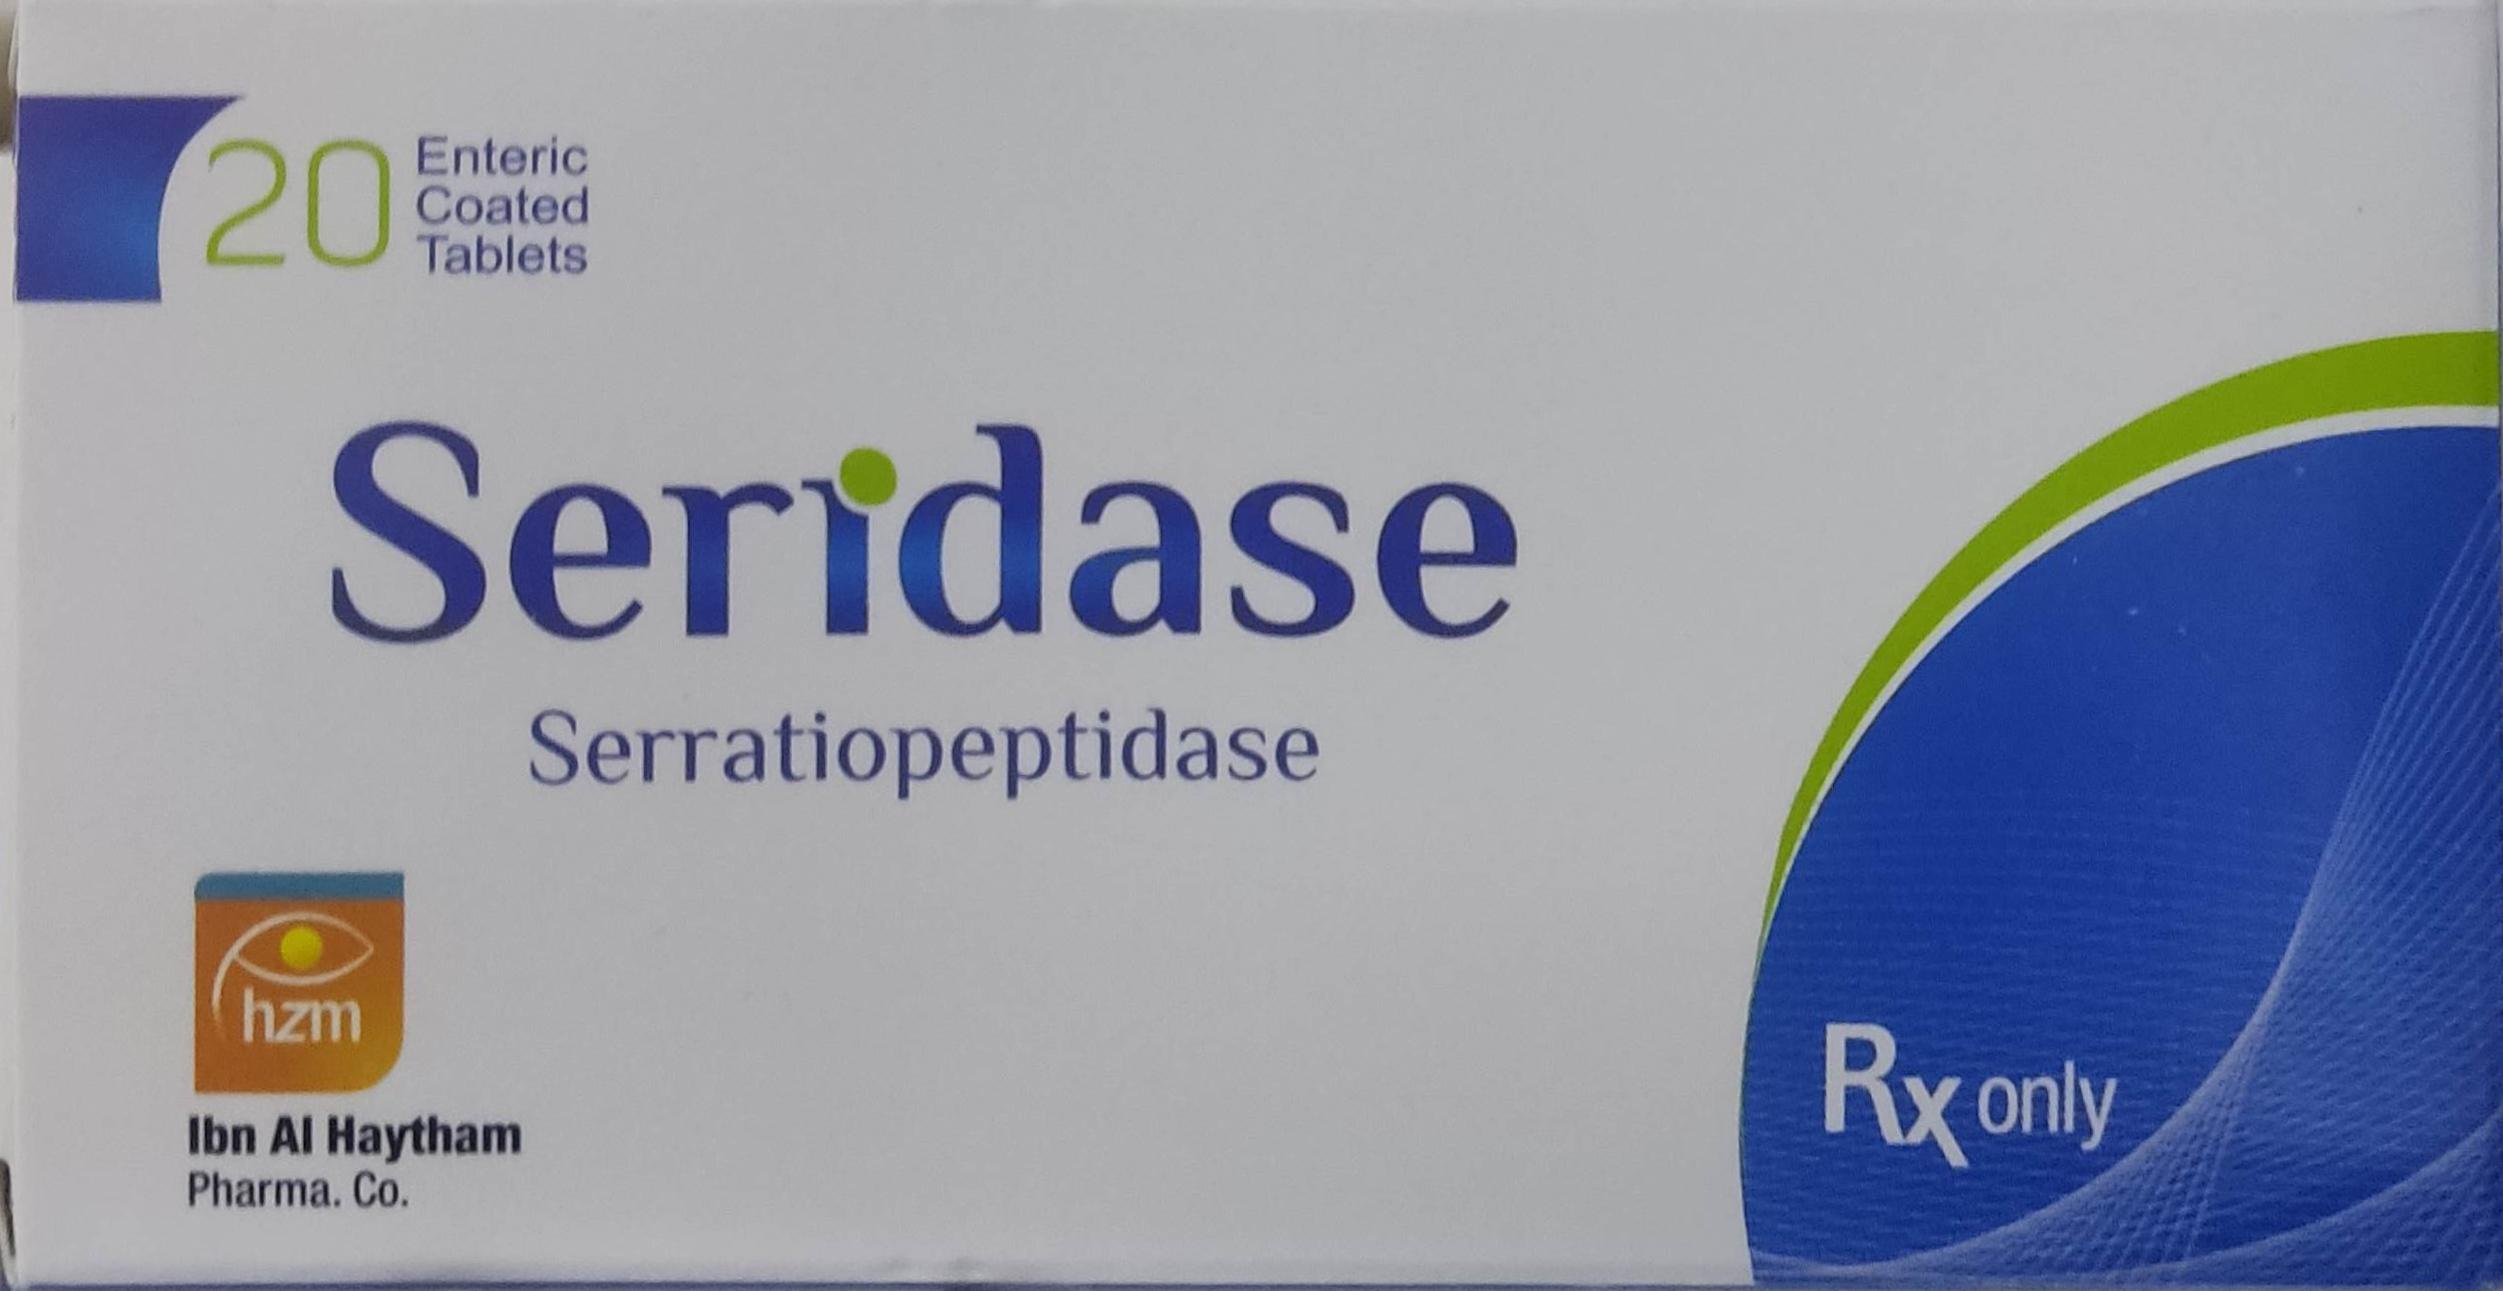 20
Enteric
Coated
Tablets
Seridase
Serratiopeptidase
hzm
Ibn Al Haytham
Pharma. Co.
Rx only